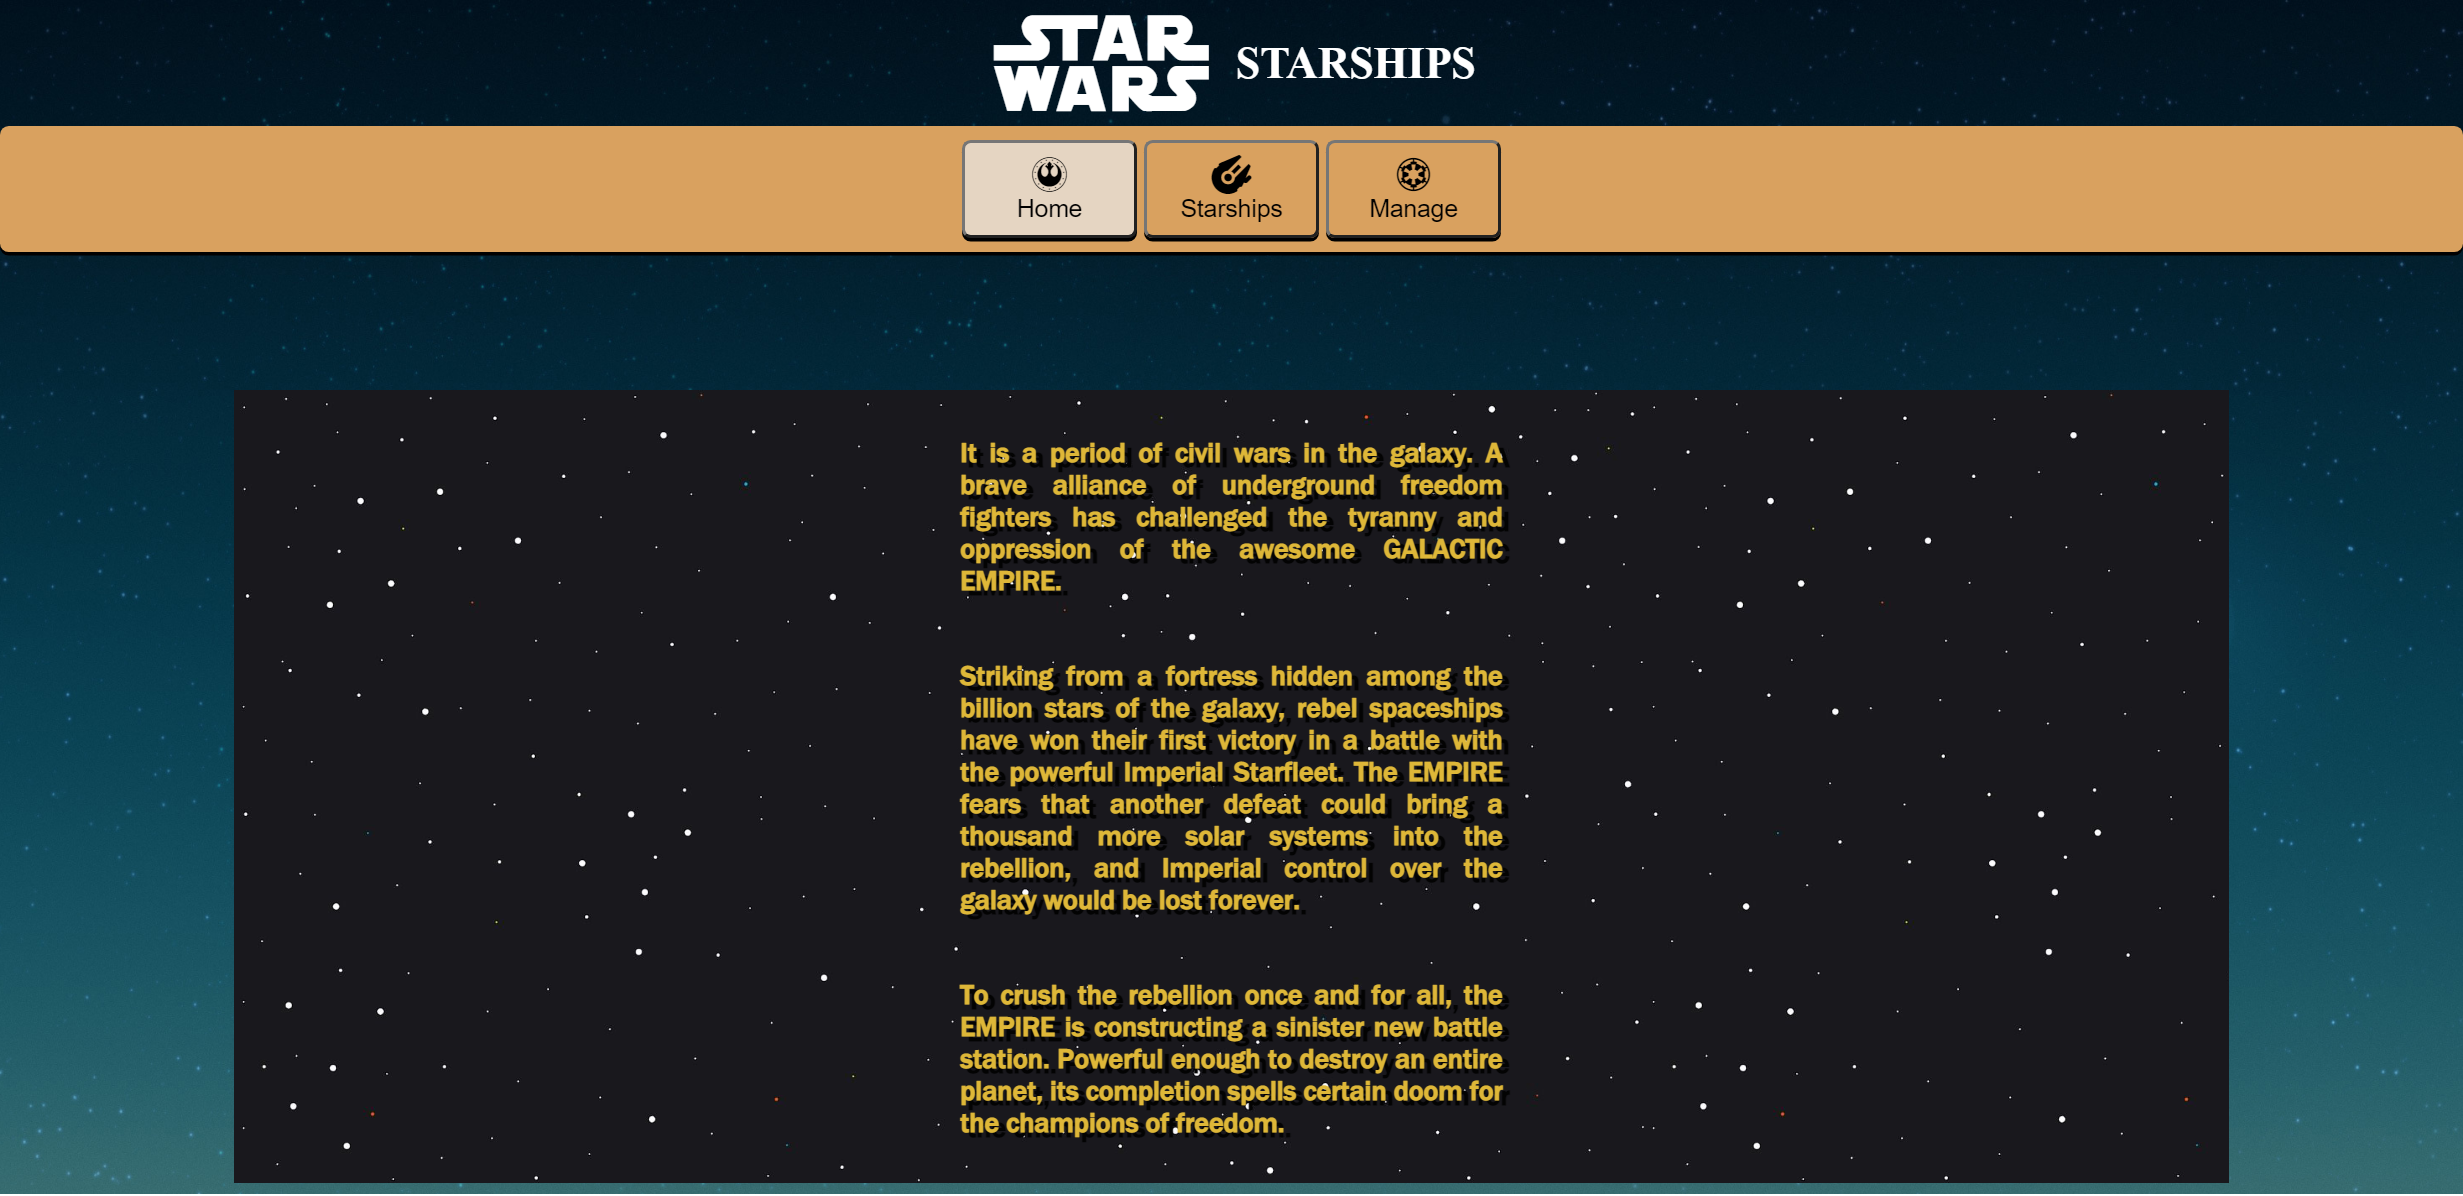 STAR
WARS
STARSHIPS
Home
Starships
Manage
It is a period of civil wars in the galaxy. A
brave alliance of underground freedom
fighters has challenged the tyranny and
oppression of the awesome GALACTIC
EMPIRE.
Striking from a fortress hidden among the
billion stars of the galaxy, rebel spaceships
have won their first victory in a battle with
the powerful Imperial Starfleet. The EMPIRE
fears that another defeat could bring a
thousand more solar systems into the
rebellion, and Imperial control over the
galaxy would be lost forever.
To crush the rebellion once and for all, the
EMPIRE is constructing a sinister new battle
station. Powerful enough to destroy an entire
planet, its completion spells certain doom for
the champions of freedom.